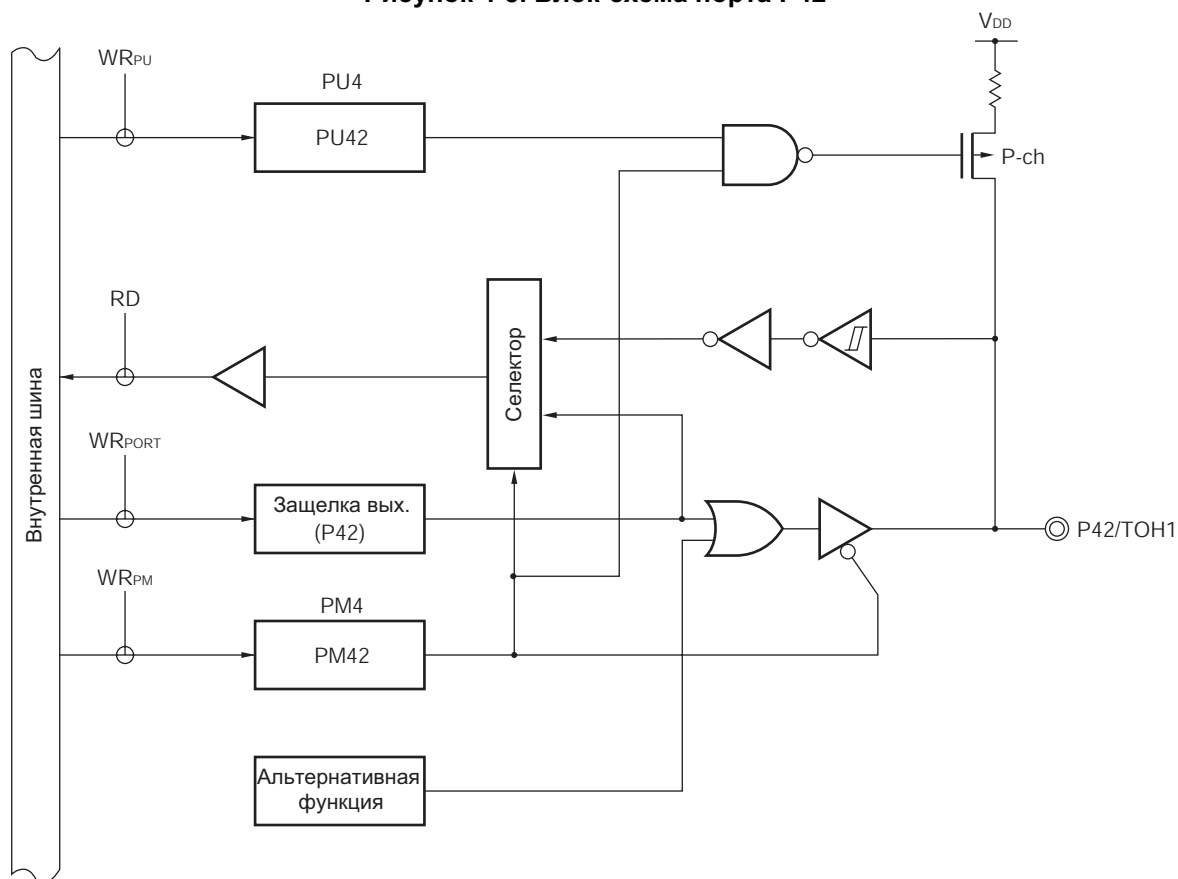 VDD
WRPU
PU4
PU42
P-ch
RD
Селектор
Внутренная шина
WRPORT
Защелка вых.
(P42)
P42/TOH1
WRPM
PM4
PM42
Альтернативная
функция